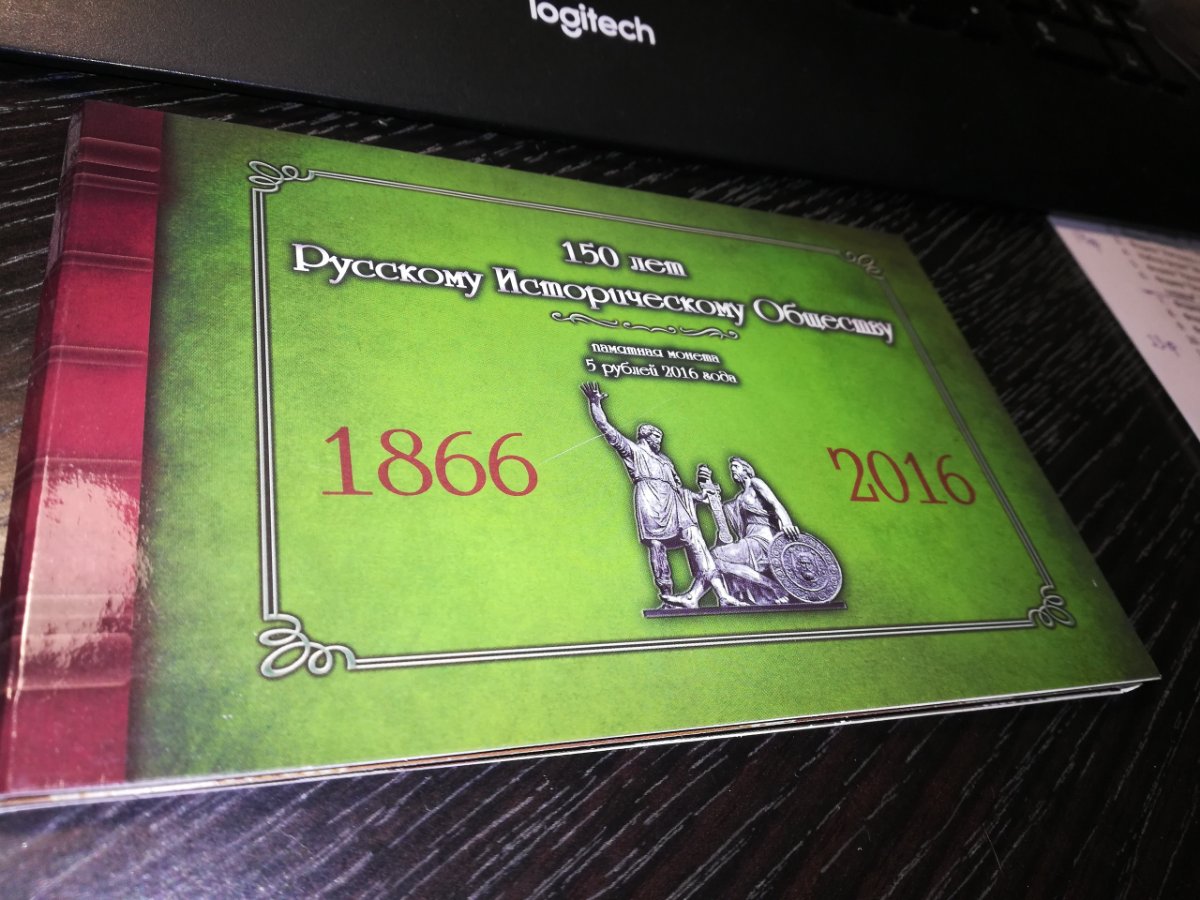 logitech
150 лет
Русскому Историческому Обществу
памятная монета
5 рублей 2016 года
1866
2016